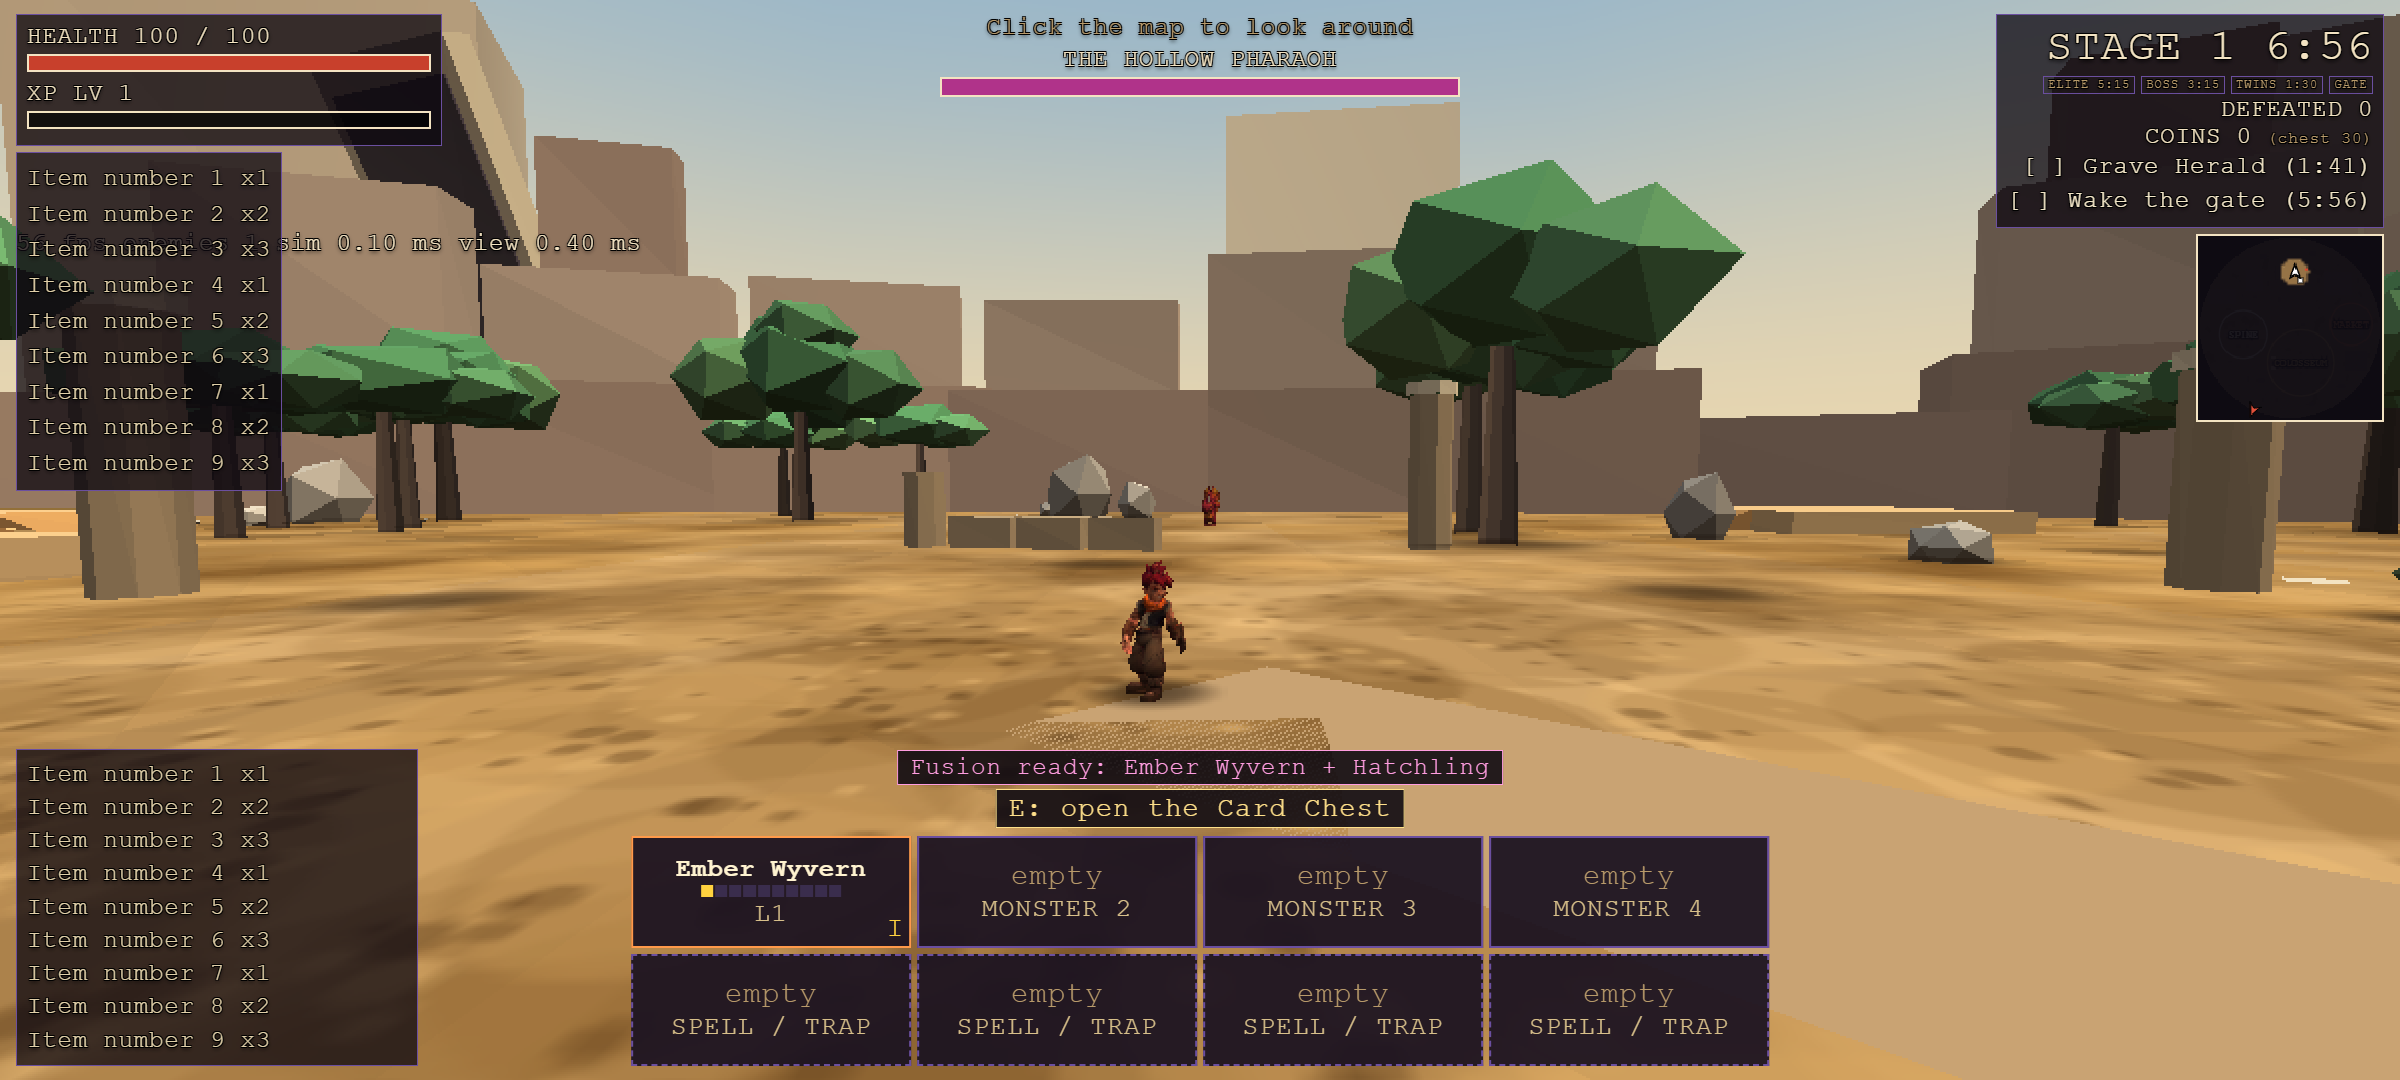 HEALTH 100 / 100
XP LV 1
Item number 1 x1
Item number 2 x2
Item number 3 x3
Item number 4 x1
Item number 5 x2
Item number 6 x3
Item number 7 x1
Item number 8 x2
Item number 9 x3
sim 0.10 ms view 0.40 ms
Click the map to look around
THE HOLLOW PHARAOH
STAGE 1 6:56
ELITE 5:15 BOSS 3:15 TWINS 1:30 GATE
DEFEATED 0
COINS 0 (chest 30)
[ ] Grave Herald (1:41)
[ ] Wake the gate (5:56)
Item number 1 x1
Item number 2 x2
Item number 3 x3
Item number 4 x1
Item number 5 x2
Item number 6 x3
Item number 7 x1
Item number 8 x2
Item number 9 x3
Fusion ready: Ember Wyvern + Hatchling
E: open the Card Chest
Ember Wyvern
L1
I
empty
MONSTER 2
empty
MONSTER 3
empty
MONSTER 4
empty
SPELL / TRAP
empty
SPELL / TRAP
empty
SPELL / TRAP
empty
SPELL / TRAP